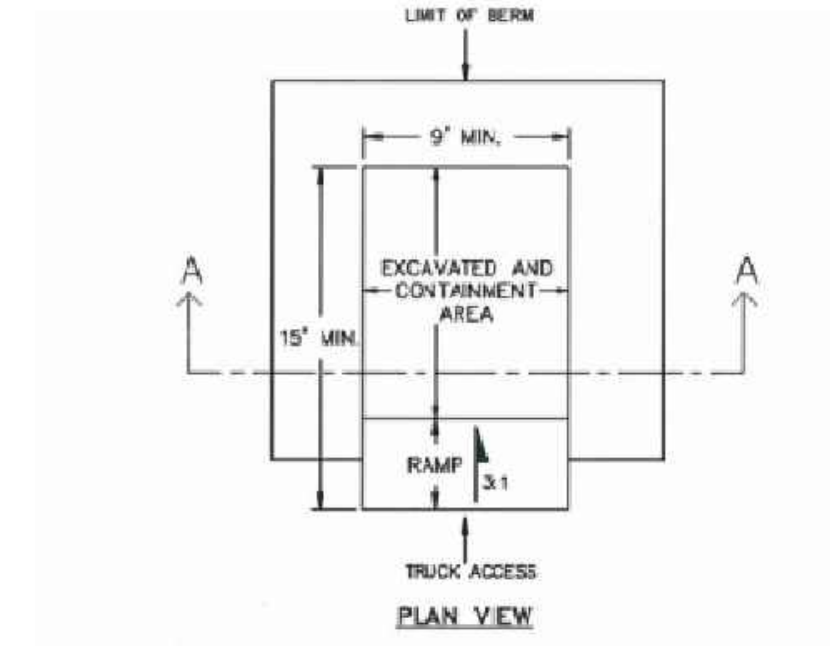 LIMIT OF BERM
9' MIN.
A
A
EXCAVATED AND
CONTAINMENT
AREA
15' MIN.
RAMP
3:1
TRUCK ACCESS
PLAN VIEW